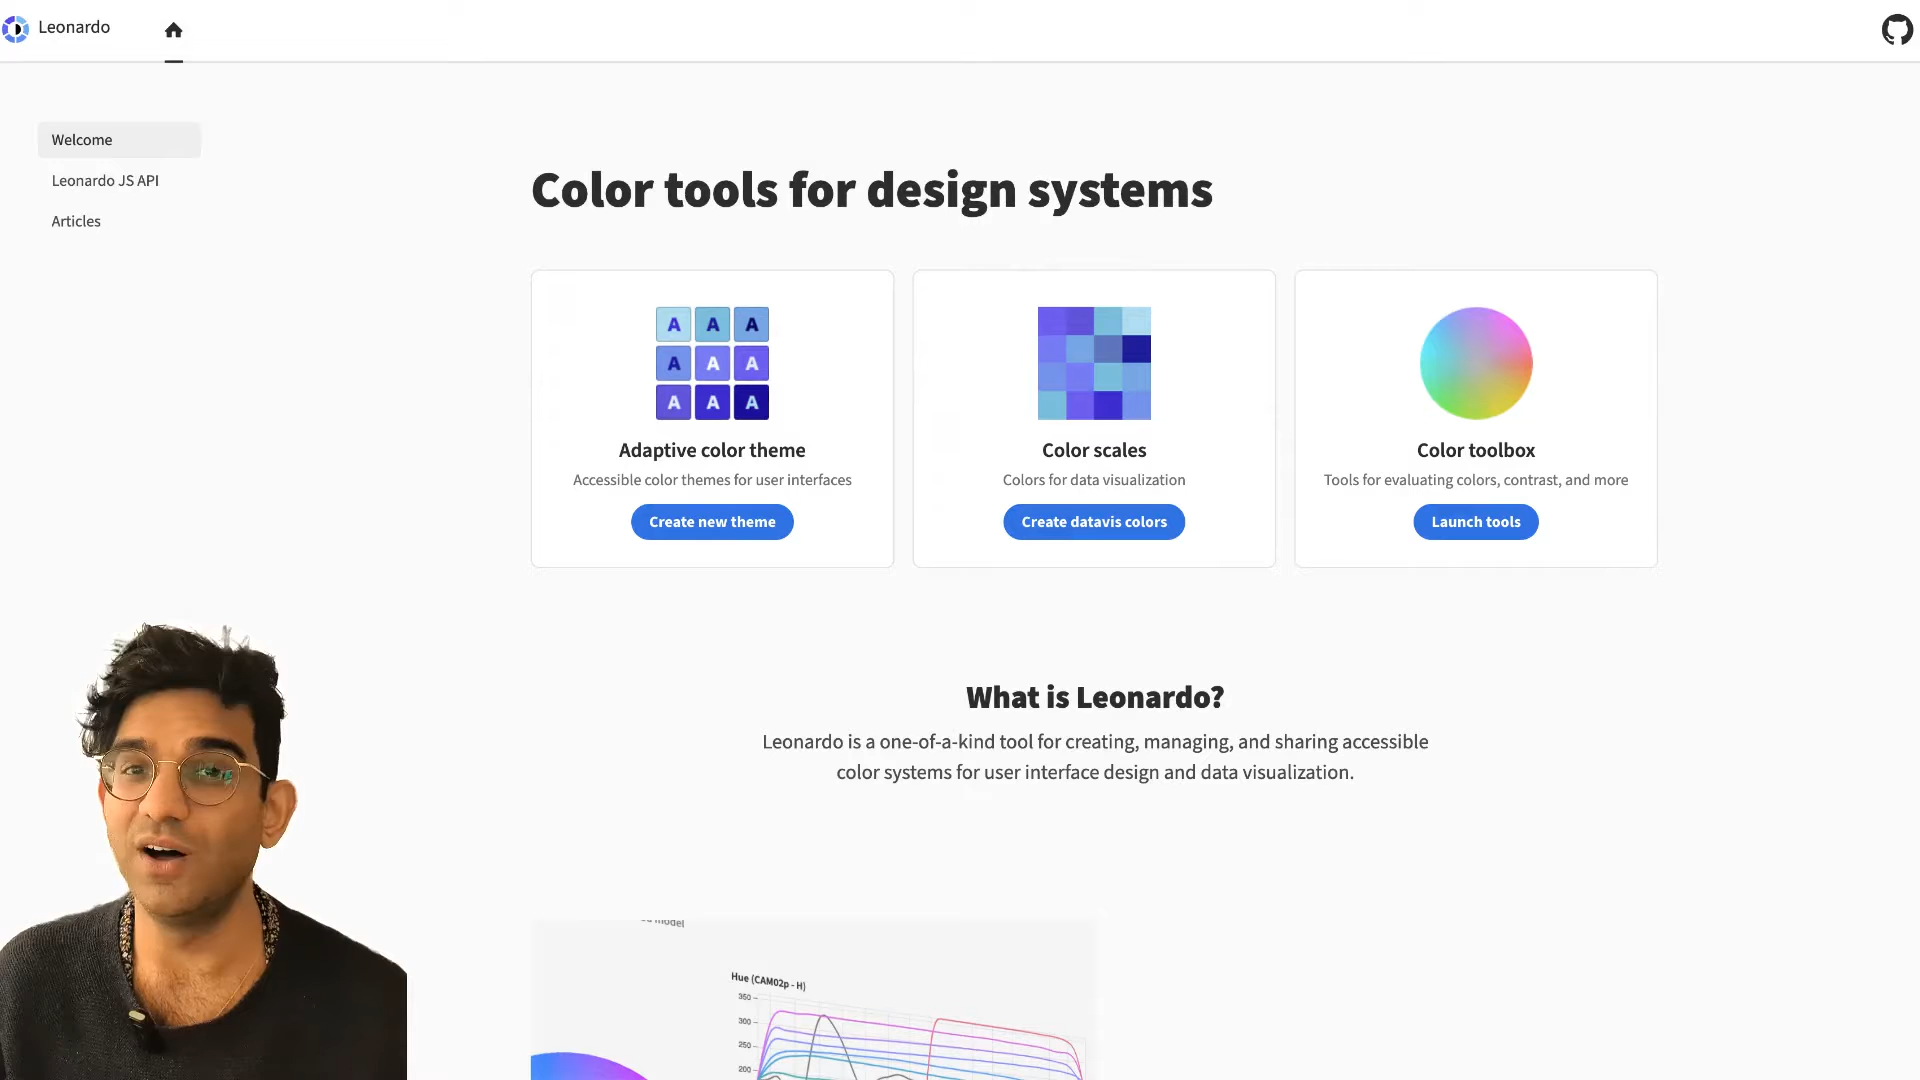 Leonardo
Welcome
Leonardo JS API
Articles
Color tools for design systems
A A A
A A A
A A A
Adaptive color theme
Accessible color themes for user interfaces
Create new theme
Color scales
Colors for data visualization
Create datavis colors
Color toolbox
Tools for evaluating colors, contrast, and more
Launch tools
What is Leonardo?
Leonardo is a one-of-a-kind tool for creating, managing, and sharing accessible
color systems for user interface design and data visualization.
model
Hue (CAM02p - H)
350
300
250
200